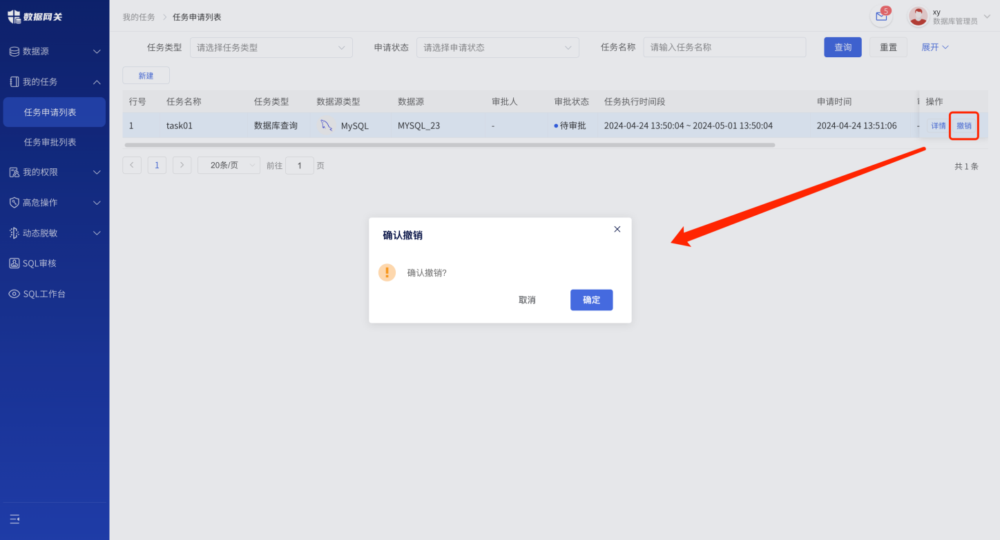 数据网关
我的任务 > 任务申请列表
5
xy
数据库管理员
数据源
我的任务
任务申请列表
任务审批列表
我的权限
高危操作
动态脱敏
SQL审核
SQL工作台
任务类型 请选择任务类型 申请状态 请选择申请状态 任务名称 请输入任务名称 查询 重置 展开
新建
行号 任务名称 任务类型 数据源类型 数据源 审批人 审批状态 任务执行时间段 申请时间 操作
1 task01 数据库查询 MySQL MYSQL_23 - 待审批 2024-04-24 13:50:04 ~ 2024-05-01 13:50:04 2024-04-24 13:51:06 - 详情 撤销
< 1 > 20条/页 前往 1 页 共 1 条
确认撤销
确认撤销?
取消 确定